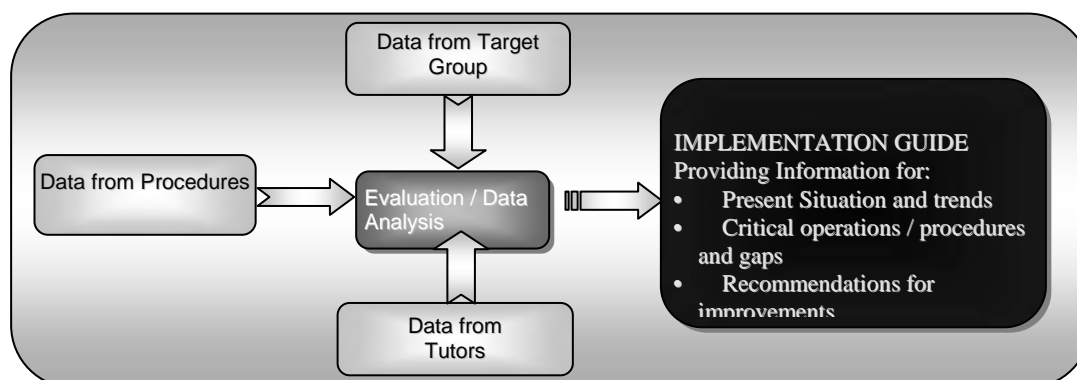 Data from Target
Group
Data from Procedures
Evaluation / Data
Analysis
Data from
Tutors
IMPLEMENTATION GUIDE
Providing Information for:
• Present Situation and trends
• Critical operations / procedures
and gaps
• Recommendations for
improvements